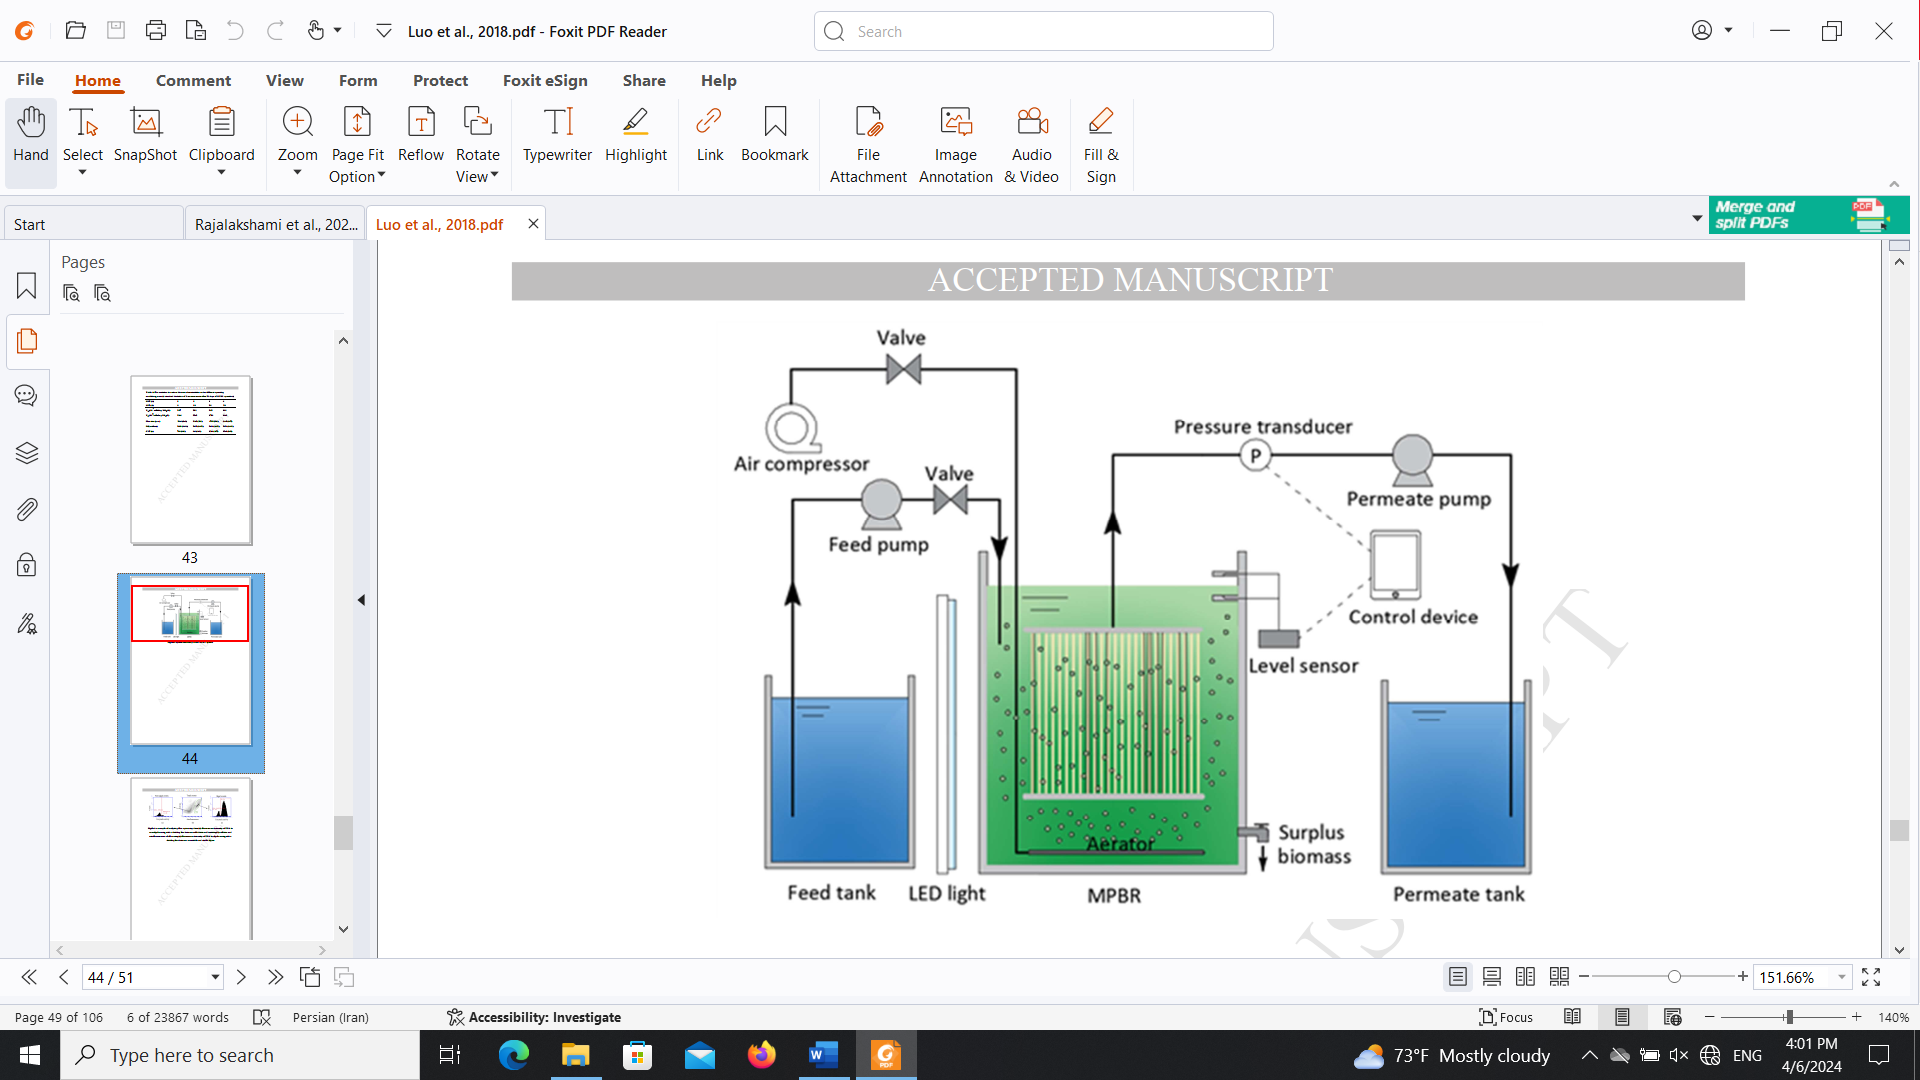 Luo et al., 2018.pdf - Foxit PDF Reader
Search
File Home Comment View Form Protect Foxit eSign Share Help
Hand Select SnapShot Clipboard Zoom Page Fit Option Reflow Rotate View Typewriter Highlight Link Bookmark File Attachment Image Annotation Audio & Video Fill & Sign
Start
Rajalakshami et al., 202...
Luo et al., 2018.pdf
Merge and
split PDFs
PDF
Pages
43
44
ACCEPTED MANUSCRIPT
Valve
Air compressor
Valve
Feed pump
Pressure transducer
P
Permeate pump
Control device
Level sensor
Aerator
Surplus
biomass
Feed tank
LED light
MPBR
Permeate tank
44 / 51
151.66%
Page 49 of 106
6 of 23867 words
Persian (Iran)
Accessibility: Investigate
Focus
140%
Type here to search
73°F Mostly cloudy
ENG
4:01 PM
4/6/2024